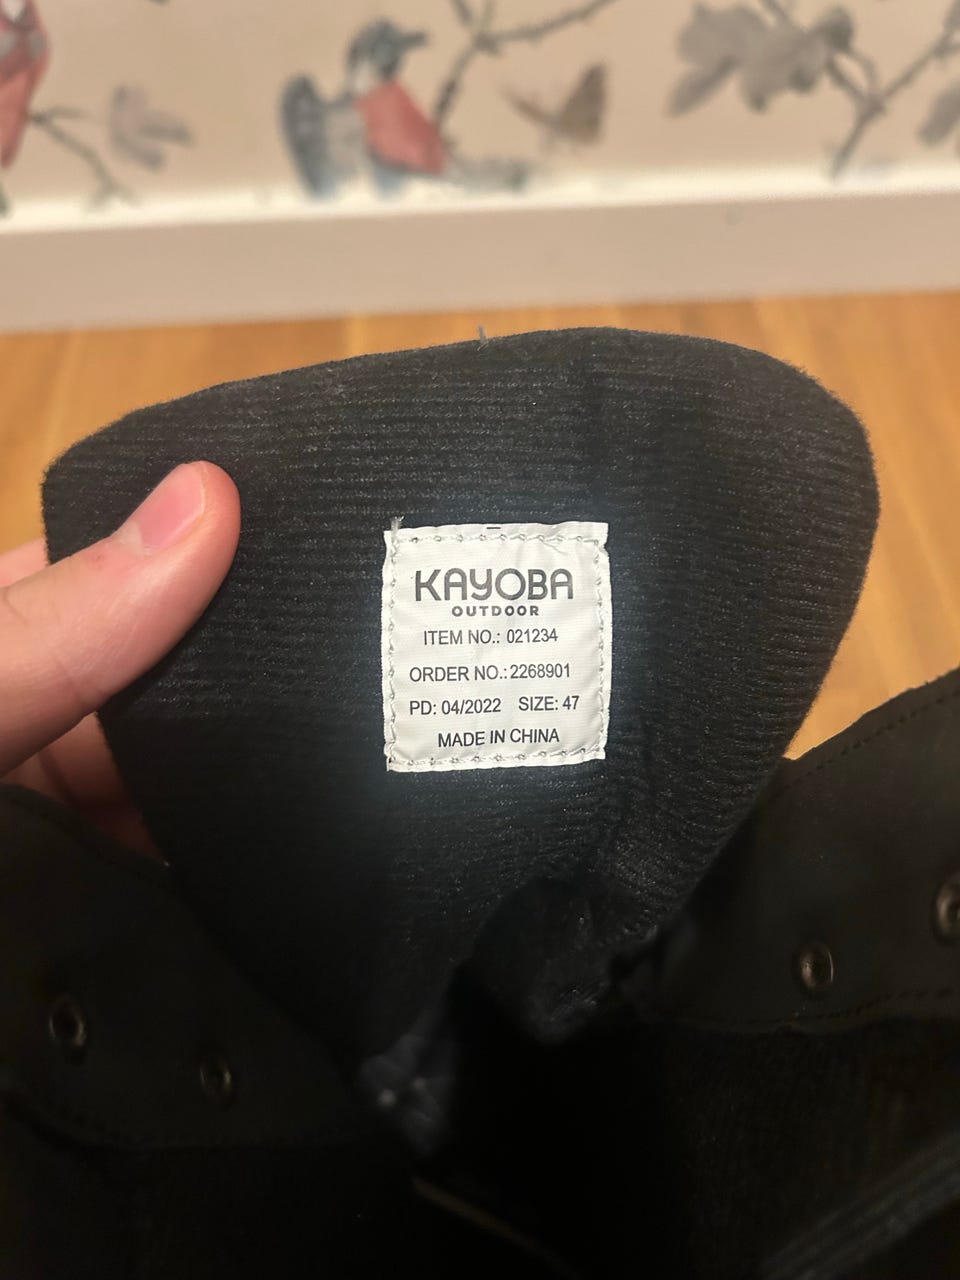 KAYOBA
OUTDOOR
ITEM NO.: 021234
ORDER NO.: 2268901
PD: 04/2022 SIZE: 47
MADE IN CHINA